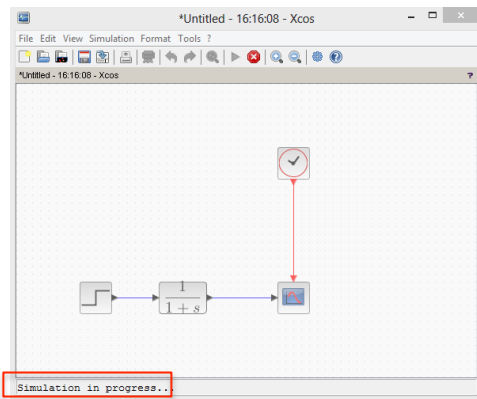 *Untitled - 16:16:08 - Xcos
File Edit View Simulation Format Tools ?
*Untitled - 16:16:08 - Xcos ?
1
1 + s
Simulation in progress...